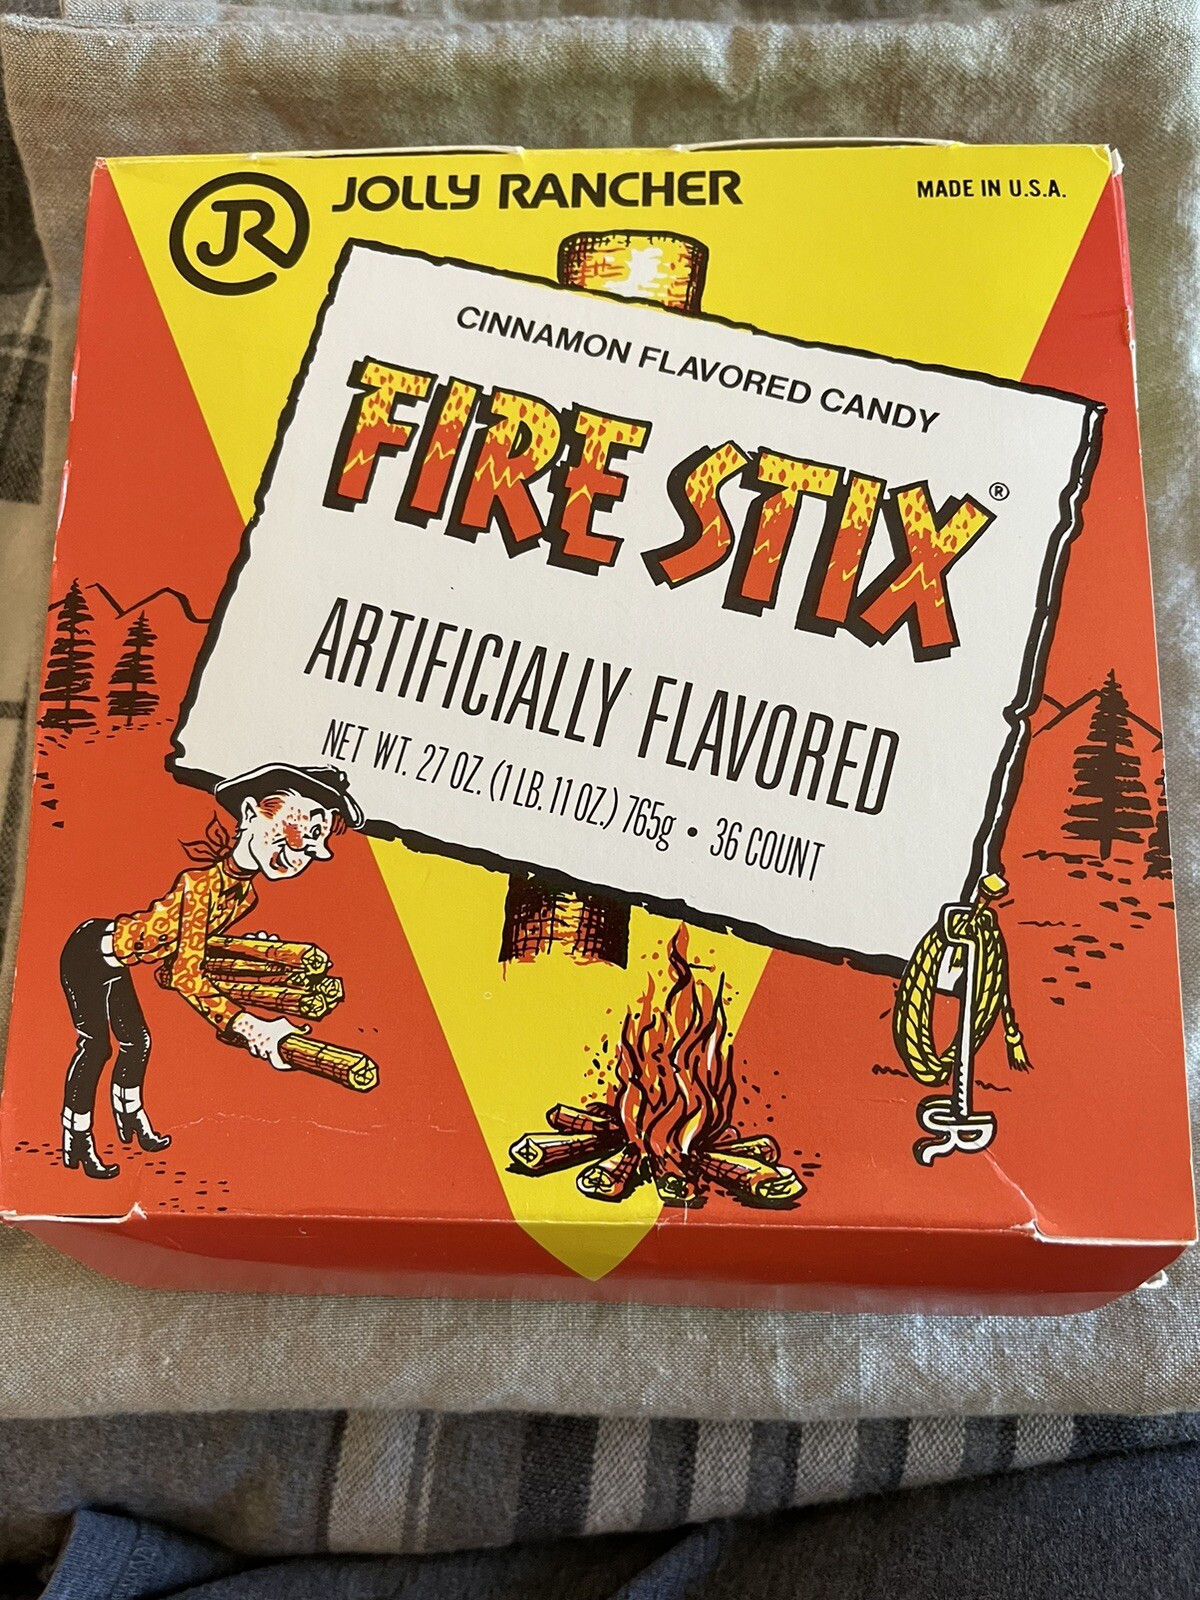 JR JOLLY RANCHER
MADE IN U.S.A.
CINNAMON FLAVORED CANDY
FIRE STIX®
ARTIFICIALLY FLAVORED
NET WT. 27 OZ. (1 LB. 11 OZ.) 765g • 36 COUNT
JR